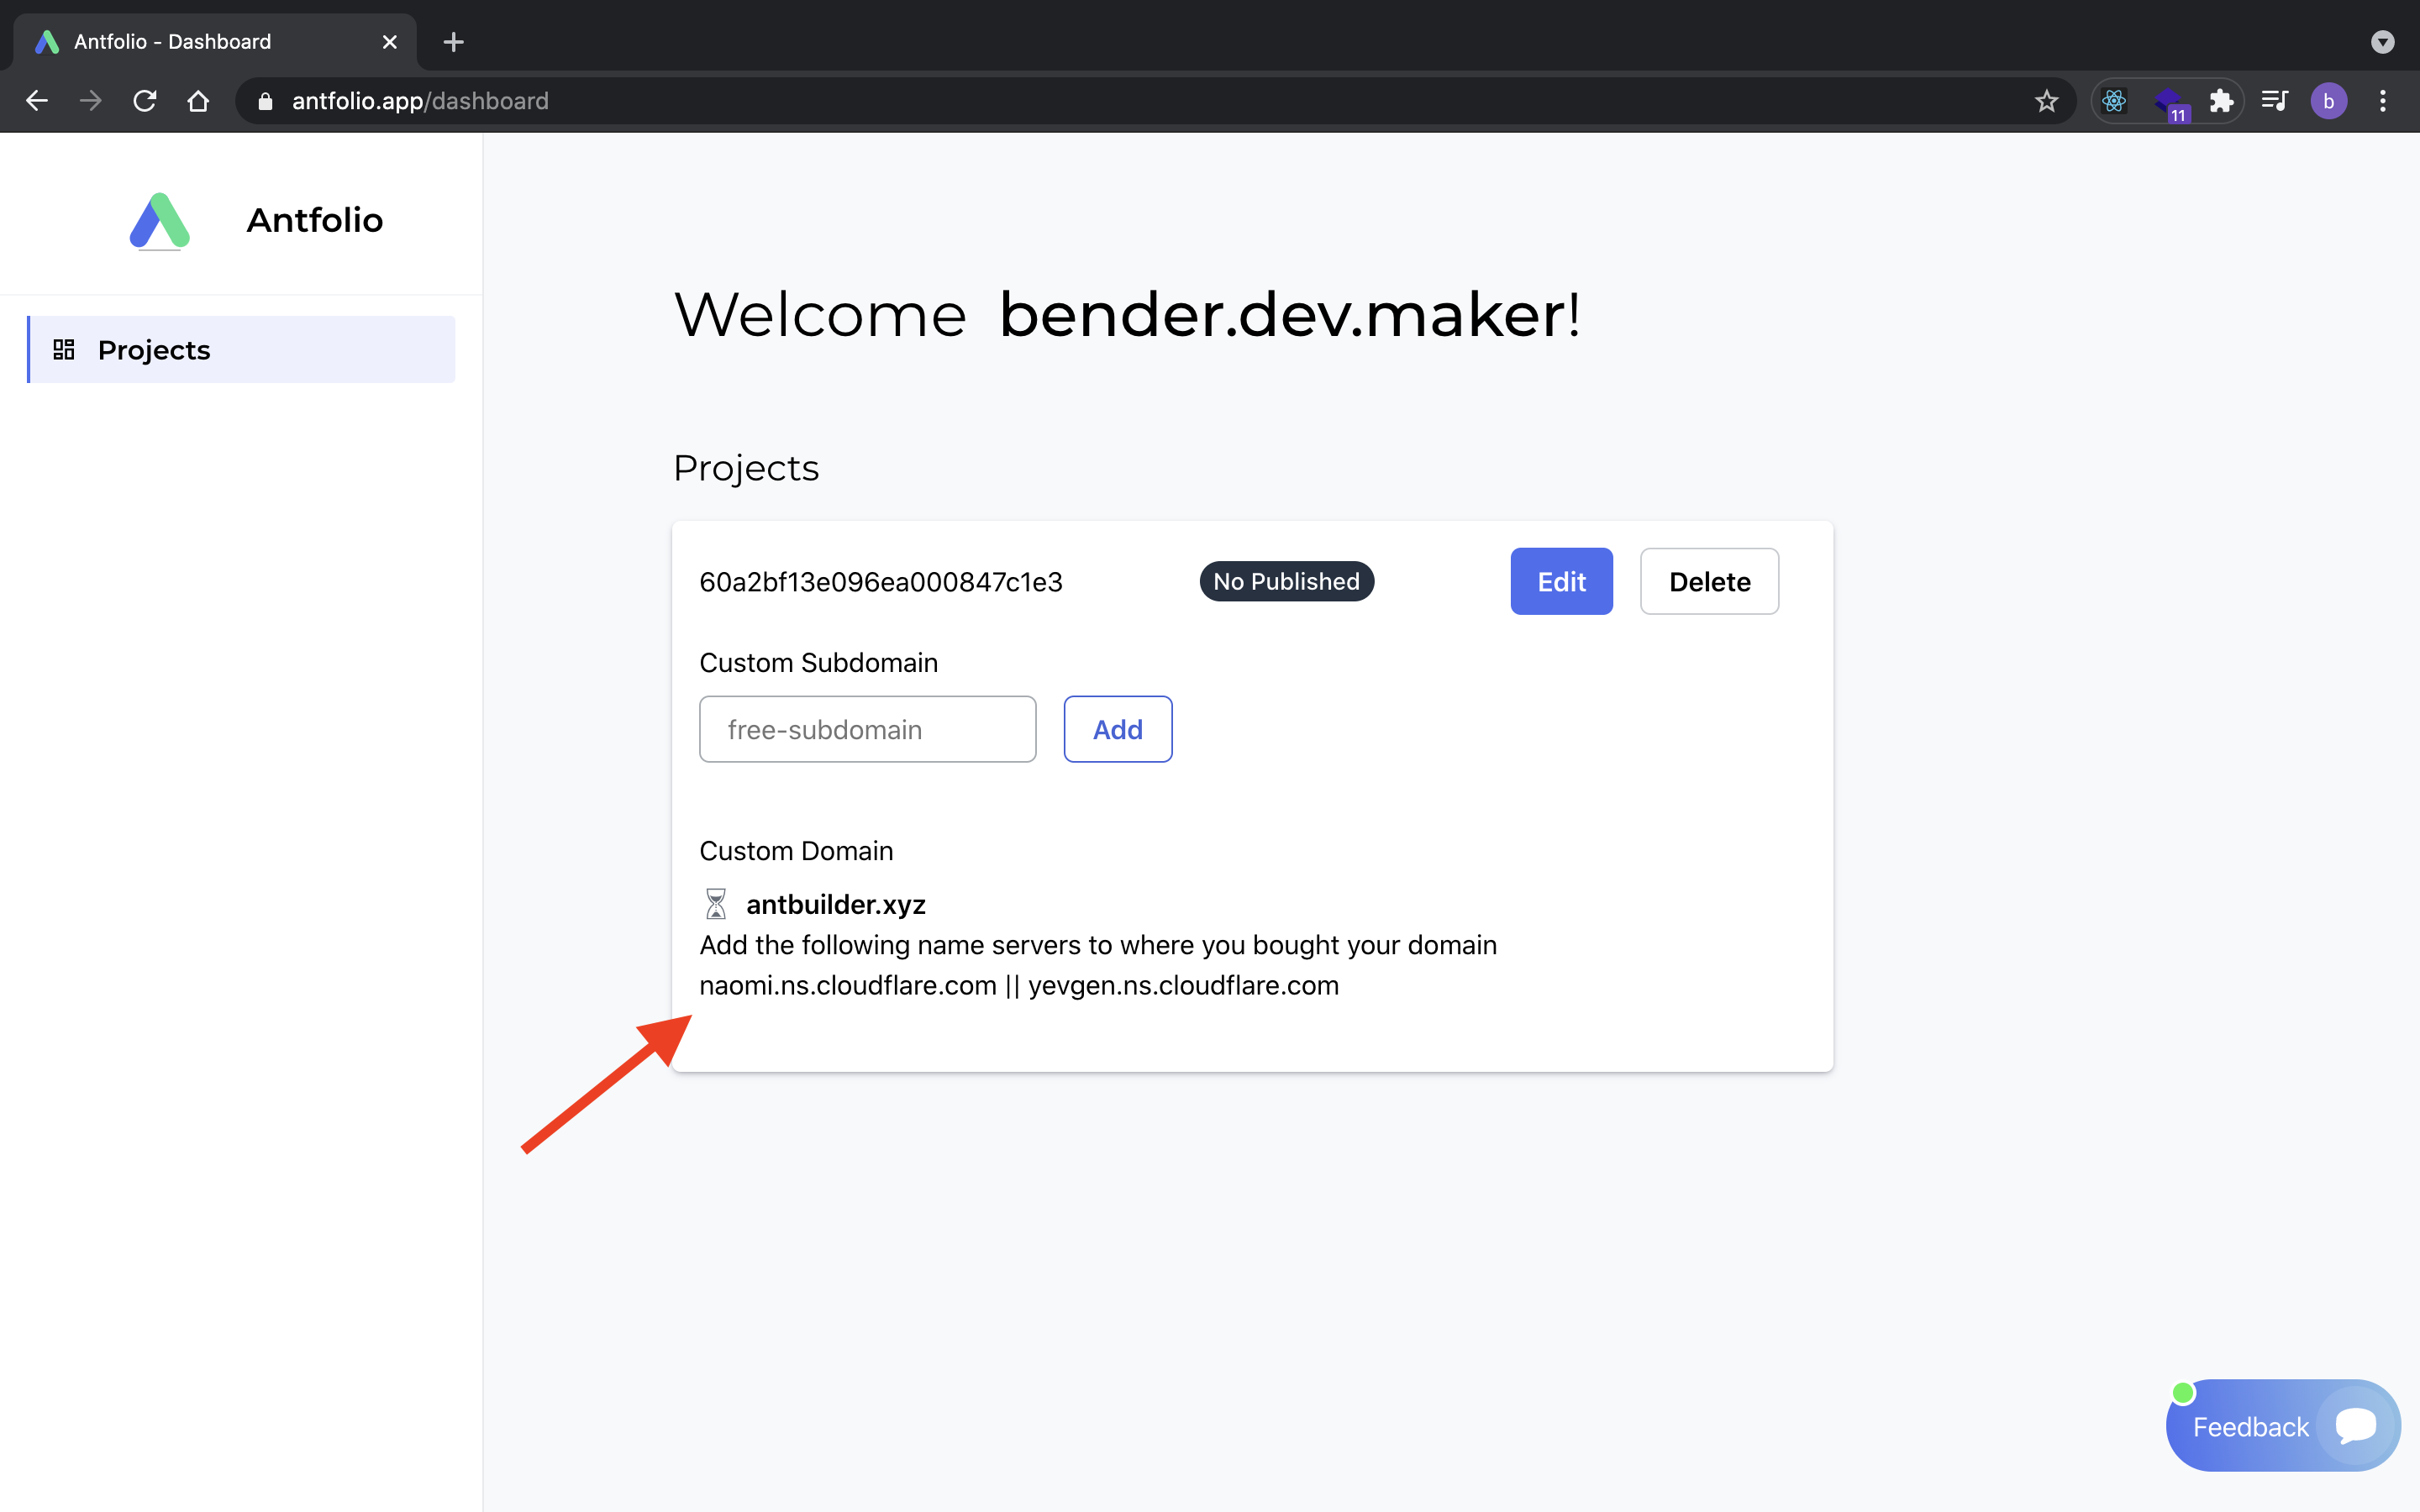 Antfolio - Dashboard
antfolio.app/dashboard
11
b
Antfolio
Projects
Welcome bender.dev.maker!
Projects
60a2bf13e096ea000847c1e3 No Published Edit Delete
Custom Subdomain
free-subdomain Add
Custom Domain
antbuilder.xyz
Add the following name servers to where you bought your domain
naomi.ns.cloudflare.com || yevgen.ns.cloudflare.com
Feedback